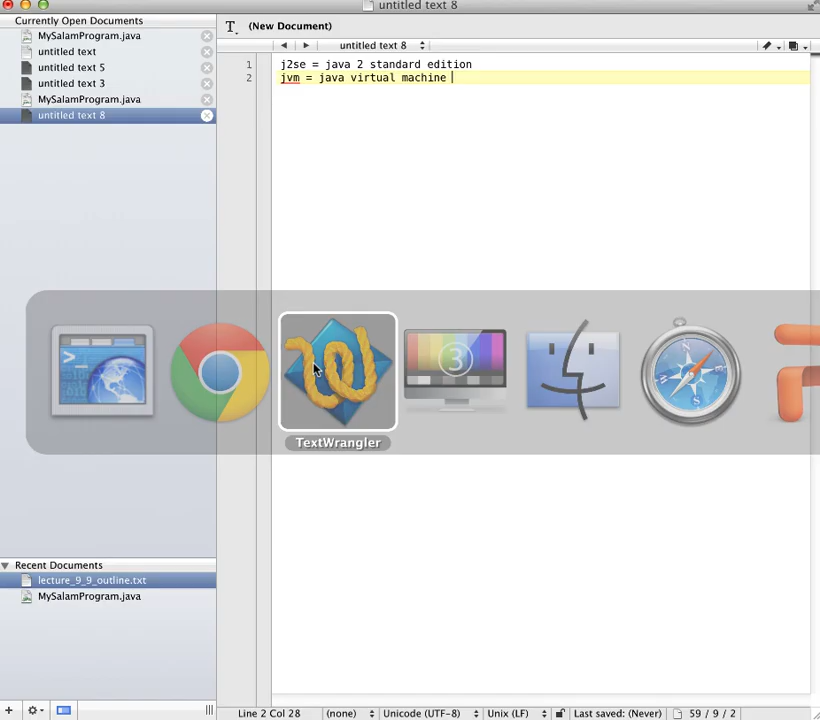 untitled text 8
Currently Open Documents
MySalamProgram.java
untitled text
untitled text 5
untitled text 3
MySalamProgram.java
untitled text 8
T. (New Document)
untitled text 8
1 j2se = java 2 standard edition
2 jvm = java virtual machine
>_
3
TextWrangler
Recent Documents
lecture_9_9_outline.txt
MySalamProgram.java
Line 2 Col 28 (none) Unicode (UTF-8) Unix (LF) Last saved: (Never) 59 / 9 / 2